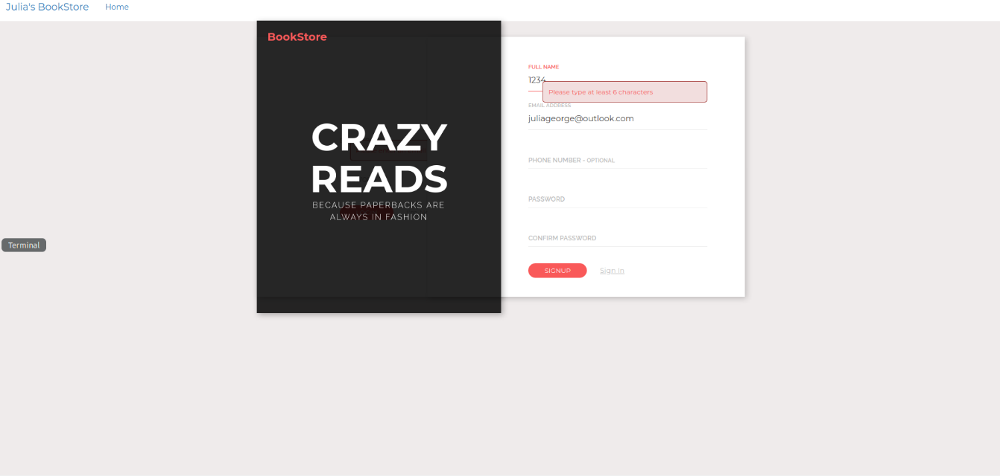 Julia's BookStore Home
BookStore
CRAZY
READS
BECAUSE PAPERBACKS ARE
ALWAYS IN FASHION
FULL NAME
1234
Please type at least 6 characters
EMAIL ADDRESS
juliageorge@outlook.com
PHONE NUMBER - OPTIONAL
PASSWORD
CONFIRM PASSWORD
SIGNUP Sign In
Terminal